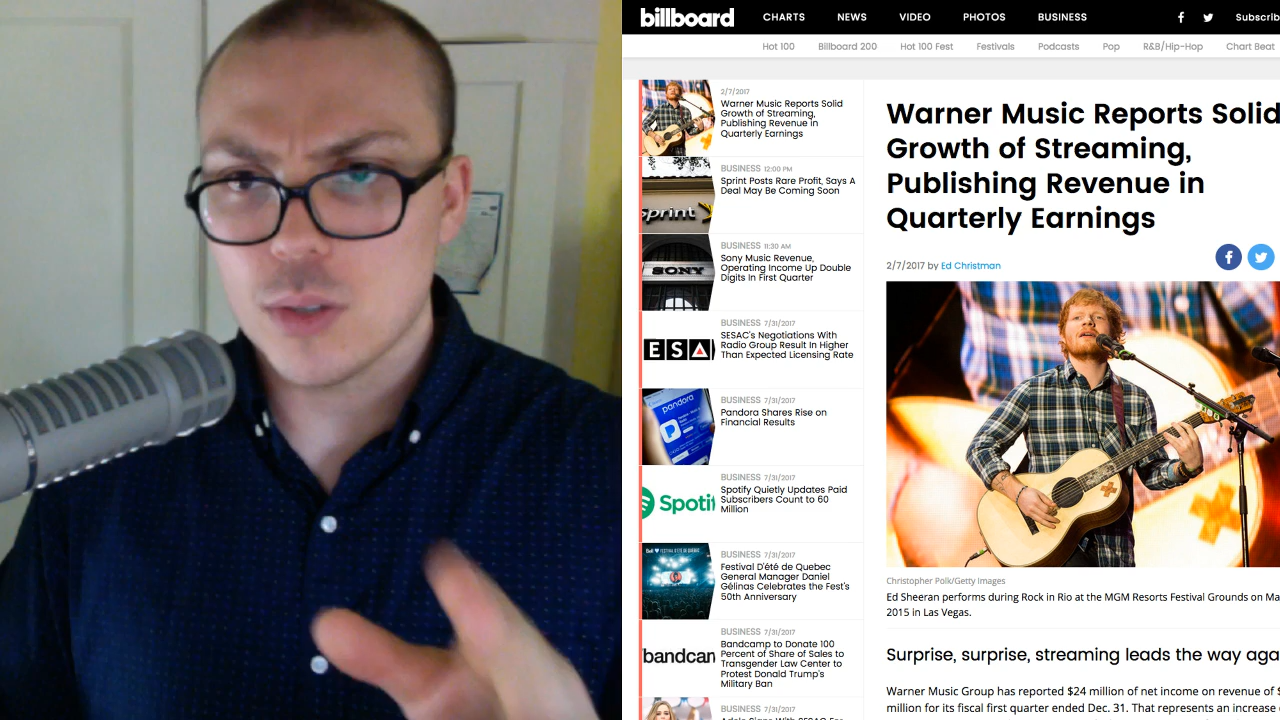 billboard
CHARTS
NEWS
VIDEO
PHOTOS
BUSINESS
Hot 100
Billboard 200
Hot 100 Fest
Festivals
Podcasts
Pop
R&B/Hip-Hop
Chart Beat
2/7/2017
Warner Music Reports Solid
Growth of Streaming,
Publishing Revenue in
Quarterly Earnings
BUSINESS 12:00 PM
Sprint Posts Rare Profit, Says A
Deal May Be Coming Soon
BUSINESS 11:30 AM
SONY
Sony Music Revenue,
Operating Income Up Double
Digits In First Quarter
BUSINESS 7/31/2017
SESAC's Negotiations With
Radio Group Result In Higher
Than Expected Licensing Rate
BUSINESS 7/31/2017
pandora
Pandora Shares Rise on
Financial Results
BUSINESS 7/31/2017
Spotify Quietly Updates Paid
Subscribers Count to 60
Million
BUSINESS 7/31/2017
Festival D'été de Quebec
General Manager Daniel
Gélinas Celebrates the Fest's
50th Anniversary
BUSINESS 7/31/2017
Bandcamp to Donate 100
Percent of Share of Sales to
Transgender Law Center to
Protest Donald Trump's
Military Ban
BUSINESS 7/31/2017
Warner Music Reports Solid
Growth of Streaming,
Publishing Revenue in
Quarterly Earnings
2/7/2017 by Ed Christman
Christopher Polk/Getty Images
Ed Sheeran performs during Rock in Rio at the MGM Resorts Festival Grounds on
2015 in Las Vegas.
Surprise, surprise, streaming leads the way
Warner Music Group has reported $24 million of net income on revenue of
million for its fiscal first quarter ended Dec. 31. That represents an increase